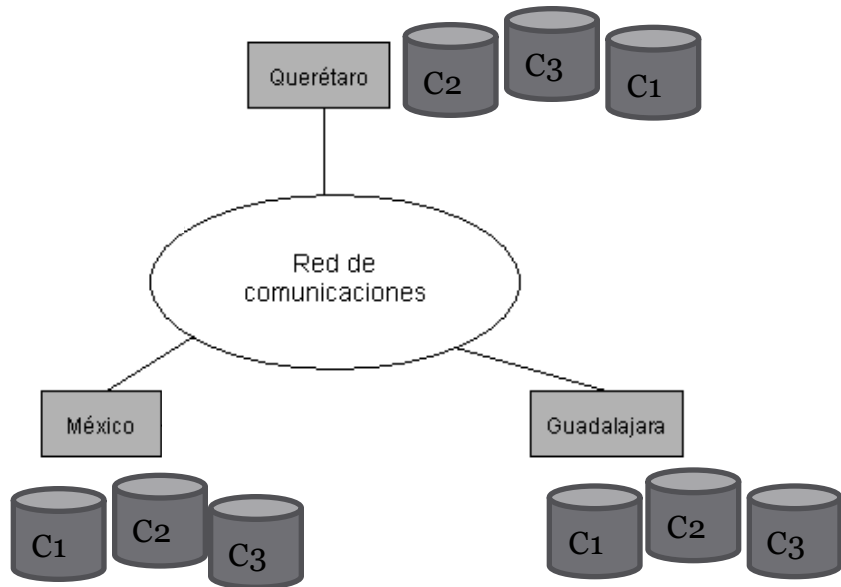 Querétaro
C2
C3
C1
Red de
comunicaciones
México
Guadalajara
C1
C2
C3
C1
C2
C3